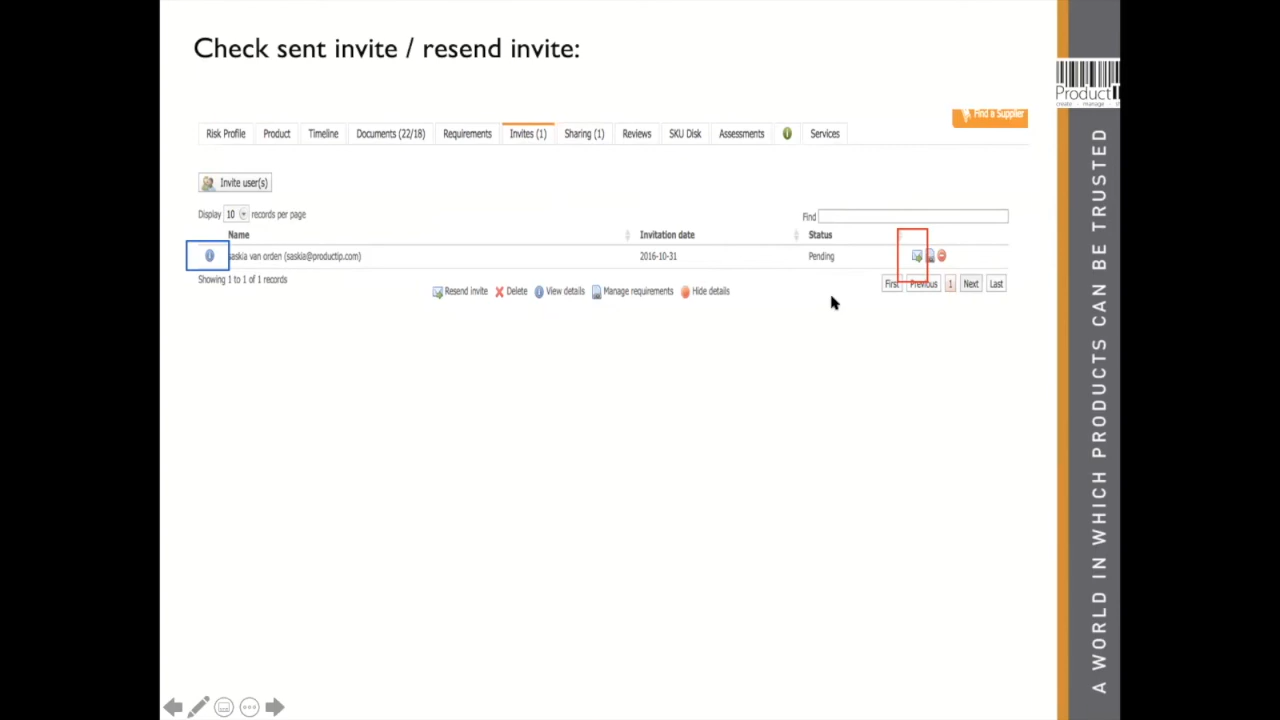 Check sent invite / resend invite:
Find a Supplier
Risk Profile Product Timeline Documents (22/18) Requirements Invites (1) Sharing (1) Reviews SKU Disk Assessments Services
Invite user(s)
Display 10 records per page Find
Name Invitation date Status
saskia van orden (saskia@productip.com) 2016-10-31 Pending
Showing 1 to 1 of 1 records
First Previous 1 Next Last
Resend invite Delete View details Manage requirements Hide details
Product
create · manage ·
A WORLD IN WHICH PRODUCTS CAN BE TRUSTED